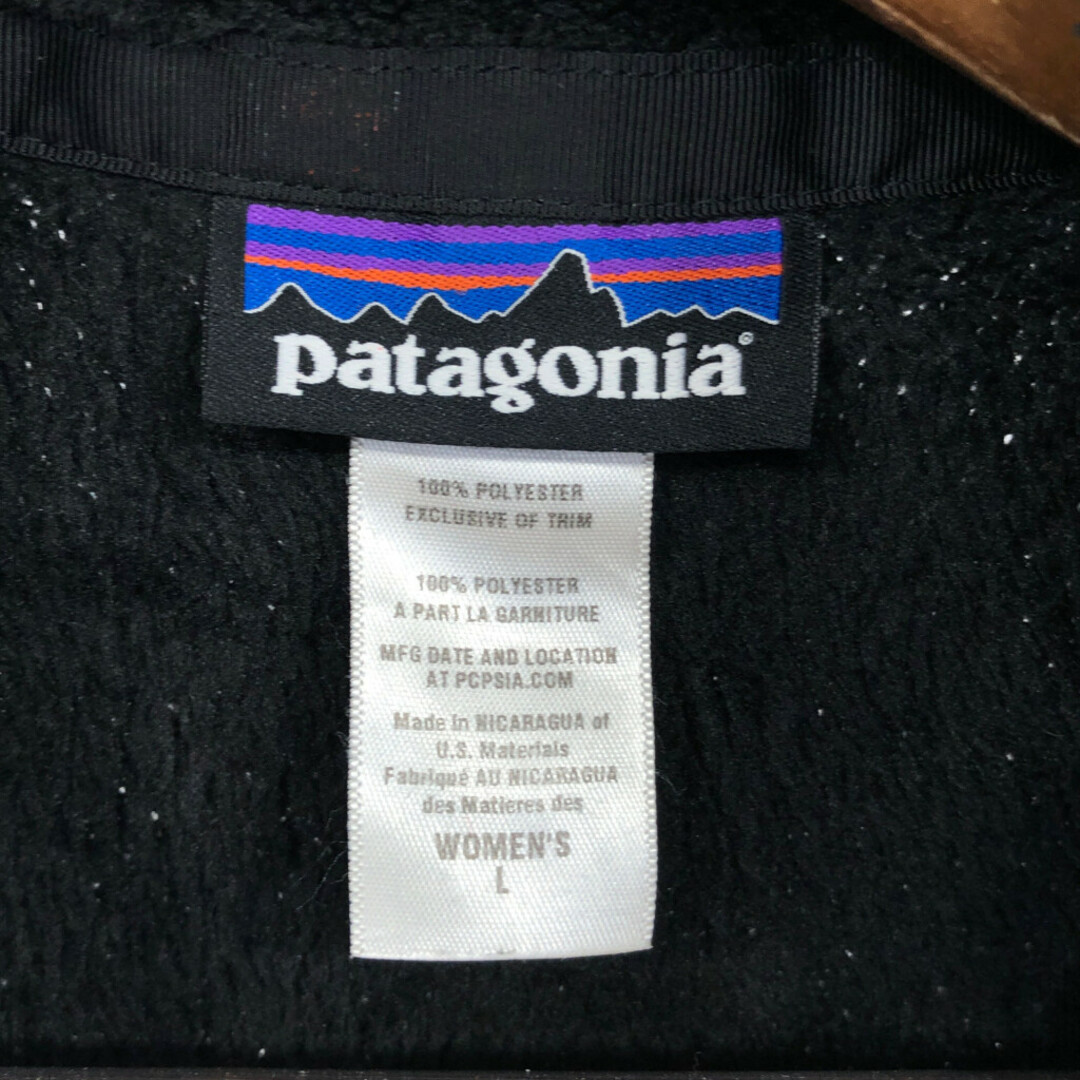 patagonia®
100% POLYESTER
EXCLUSIVE OF TRIM
100% POLYESTER
A PART LA GARNITURE
MFG DATE AND LOCATION
AT PCPSIA.COM
Made in NICARAGUA of
U.S. Materials
Fabriqué AU NICARAGUA
des Matieres des
WOMEN'S
L